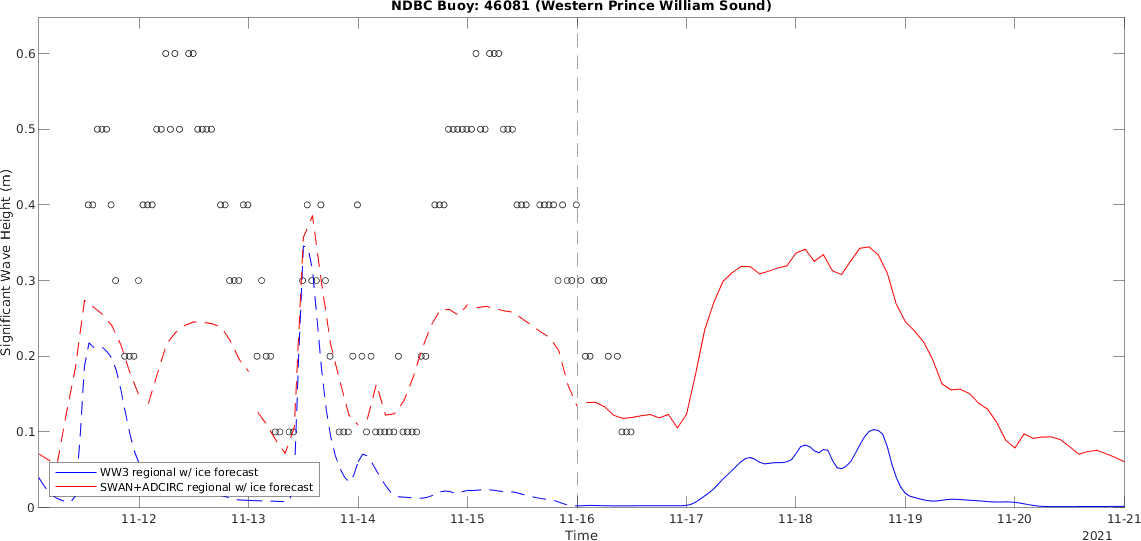 NDBC Buoy: 46081 (Western Prince William Sound)
0.6
0.5
0.4
0.3
0.2
0.1
0
Significant Wave Height (m)
WW3 regional w/ ice forecast
SWAN+ADCIRC regional w/ ice forecast
11-12 11-13 11-14 11-15 11-16 11-17 11-18 11-19 11-20 11-21
Time
2021